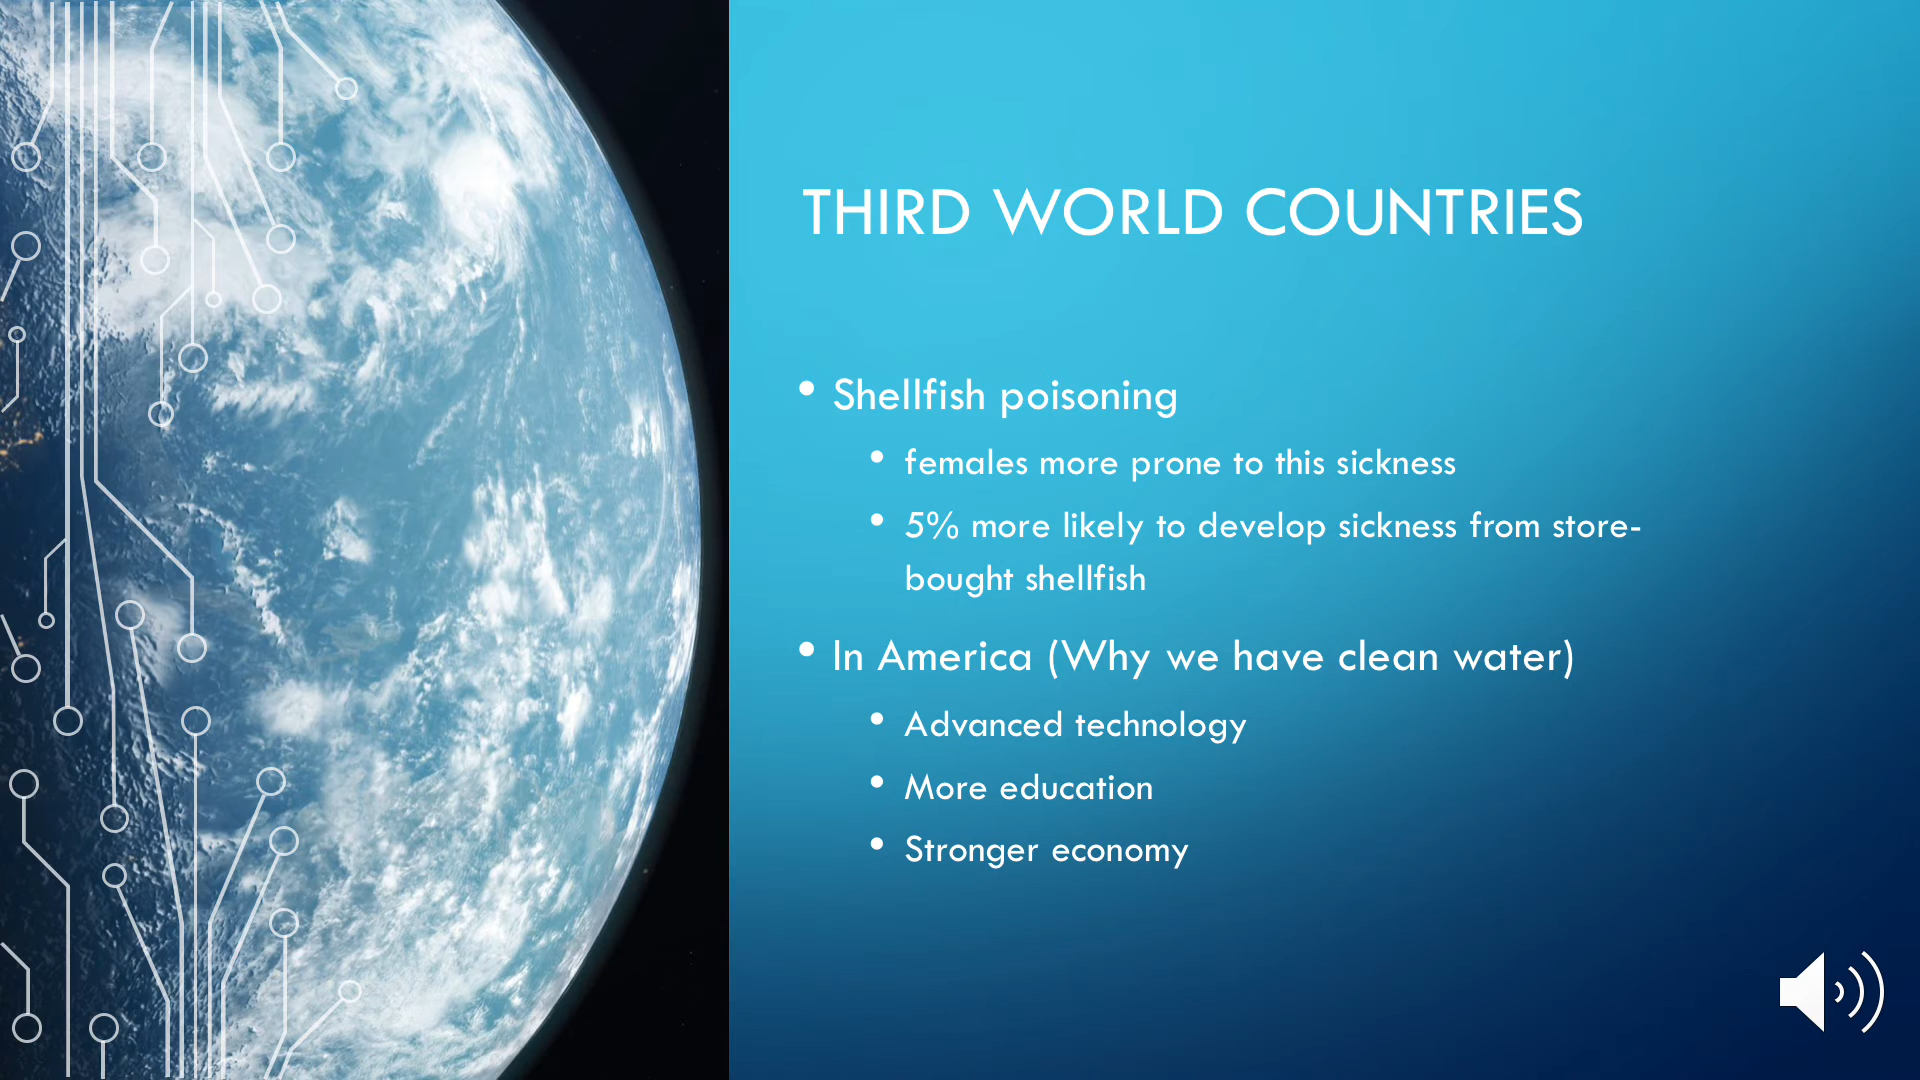 THIRD WORLD COUNTRIES
• Shellfish poisoning
• females more prone to this sickness
• 5% more likely to develop sickness from store-
bought shellfish
• In America (Why we have clean water)
• Advanced technology
• More education
• Stronger economy